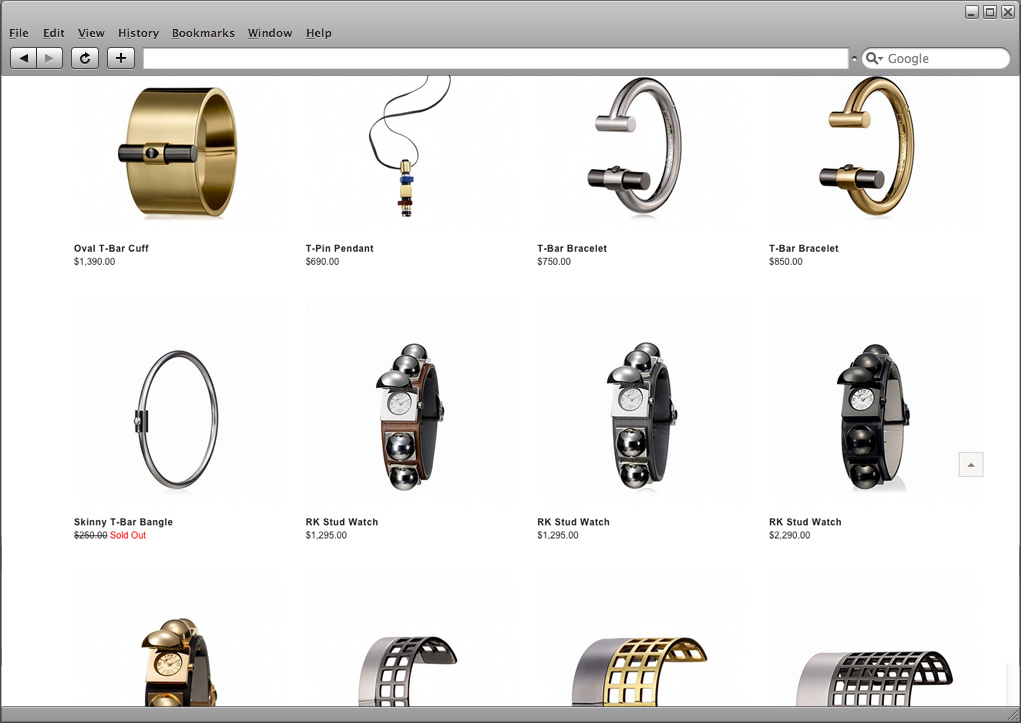 File Edit View History Bookmarks Window Help
Google
Oval T-Bar Cuff
$1,390.00
T-Pin Pendant
$690.00
T-Bar Bracelet
$750.00
T-Bar Bracelet
$850.00
Skinny T-Bar Bangle
$250.00 Sold Out
RK Stud Watch
$1,295.00
RK Stud Watch
$1,295.00
RK Stud Watch
$2,290.00